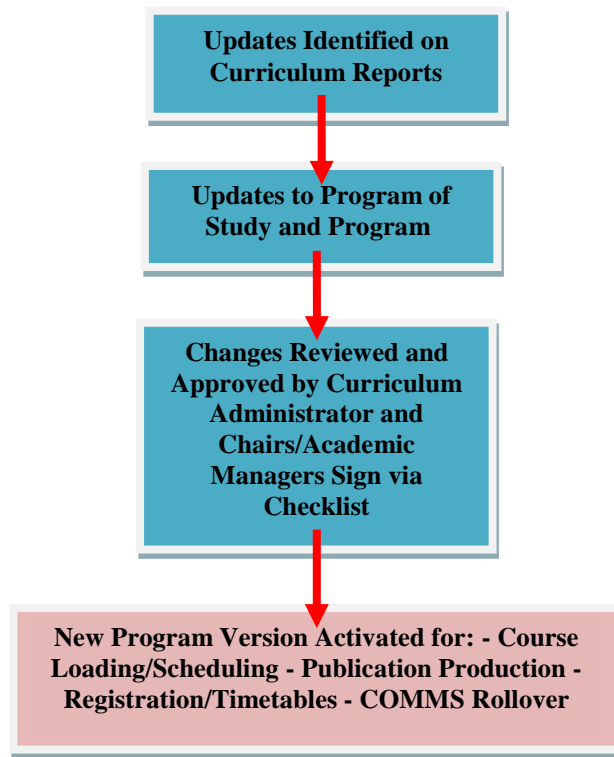 Updates Identified on
Curriculum Reports
Updates to Program of
Study and Program
Changes Reviewed and
Approved by Curriculum
Administrator and
Chairs/Academic
Managers Sign via
Checklist
New Program Version Activated for: - Course
Loading/Scheduling - Publication Production -
Registration/Timetables - COMMS Rollover